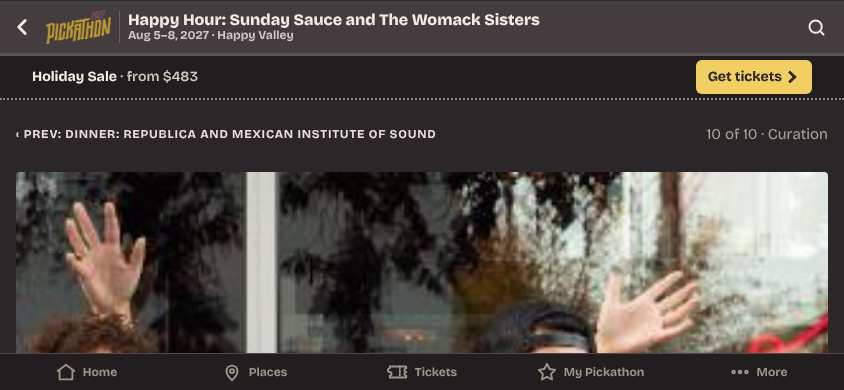 PICKATHON
Happy Hour: Sunday Sauce and The Womack Sisters
Aug 5–8, 2027 · Happy Valley
Holiday Sale · from $483
Get tickets
‹ PREV: DINNER: REPUBLICA AND MEXICAN INSTITUTE OF SOUND
10 of 10 · Curation
Home
Places
Tickets
My Pickathon
More